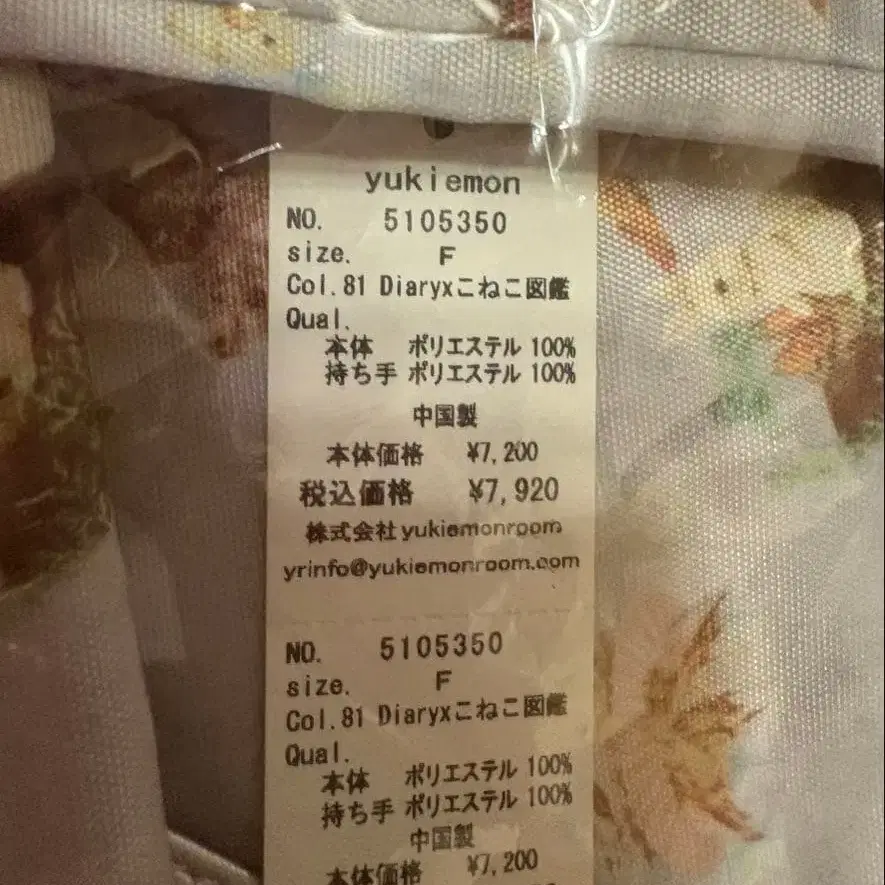 yukiemon
NO. 5105350
size. F
Col.81 Diaryxこねこ図鑑
Qual.
本体 ポリエステル 100%
持ち手 ポリエステル 100%
中国製
本体価格 ¥7,200
税込価格 ¥7,920
株式会社yukiemonroom
yrinfo@yukiemonroom.com
NO. 5105350
size. F
Col.81 Diaryxこねこ図鑑
Qual.
本体 ポリエステル 100%
持ち手 ポリエステル 100%
中国製
本体価格 ¥7,200